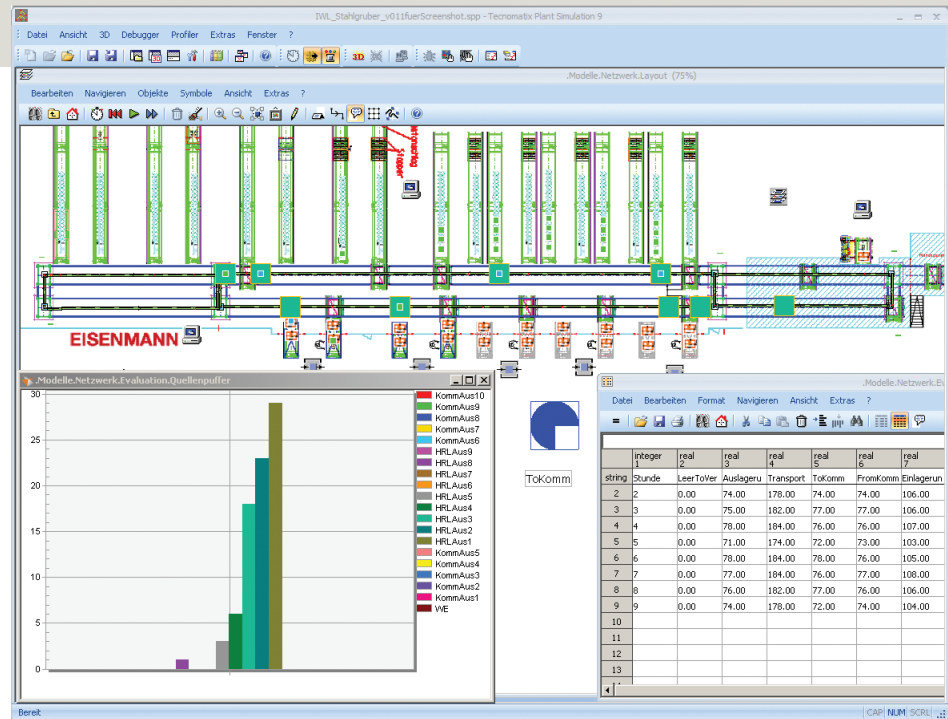 IWL_Stahlgruber_v011fuerScreenshot.spp - Tecnomatix Plant Simulation 9
Datei Ansicht 3D Debugger Profiler Extras Fenster ?
.Modelle.Netzwerk.Layout (75%)
Bearbeiten Navigieren Objekte Symbole Ansicht Extras ?
Stopper
EISENMANN
.Modelle.Netzwerk.Evaluation.Quellenpuffer
30
25
20
15
10
5
0
KommAus10
KommAus9
KommAus8
KommAus7
KommAus6
HRLAus9
HRLAus8
HRLAus7
HRLAus6
HRLAus5
HRLAus4
HRLAus3
HRLAus2
HRLAus1
KommAus5
KommAus4
KommAus3
KommAus2
KommAus1
WE
ToKomm
.Modelle.Netzwerk.Ev
Datei Bearbeiten Format Navigieren Ansicht Extras ?
integer 1 real 2 real 3 real 4 real 5 real 6 real 7
string Stunde LeerToVer Auslageru Transport ToKomm FromKomm Einlagerun
2 2 0.00 74.00 178.00 74.00 74.00 106.00
3 3 0.00 75.00 182.00 77.00 77.00 106.00
4 4 0.00 78.00 184.00 76.00 76.00 107.00
5 5 0.00 71.00 174.00 72.00 73.00 103.00
6 6 0.00 78.00 184.00 78.00 76.00 105.00
7 7 0.00 77.00 184.00 76.00 77.00 108.00
8 8 0.00 76.00 182.00 77.00 76.00 106.00
9 9 0.00 74.00 178.00 72.00 74.00 104.00
10
11
12
13
Bereit
CAP NUM SCRL